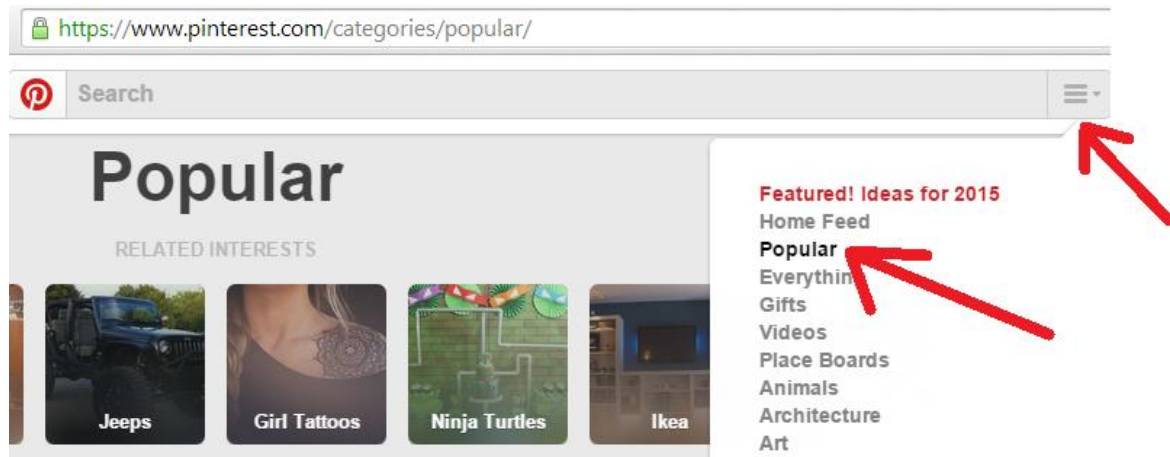 https://www.pinterest.com/categories/popular/
Search
Popular
RELATED INTERESTS
Jeeps
Girl Tattoos
Ninja Turtles
Ikea
Featured! Ideas for 2015
Home Feed
Popular
Everythin
Gifts
Videos
Place Boards
Animals
Architecture
Art